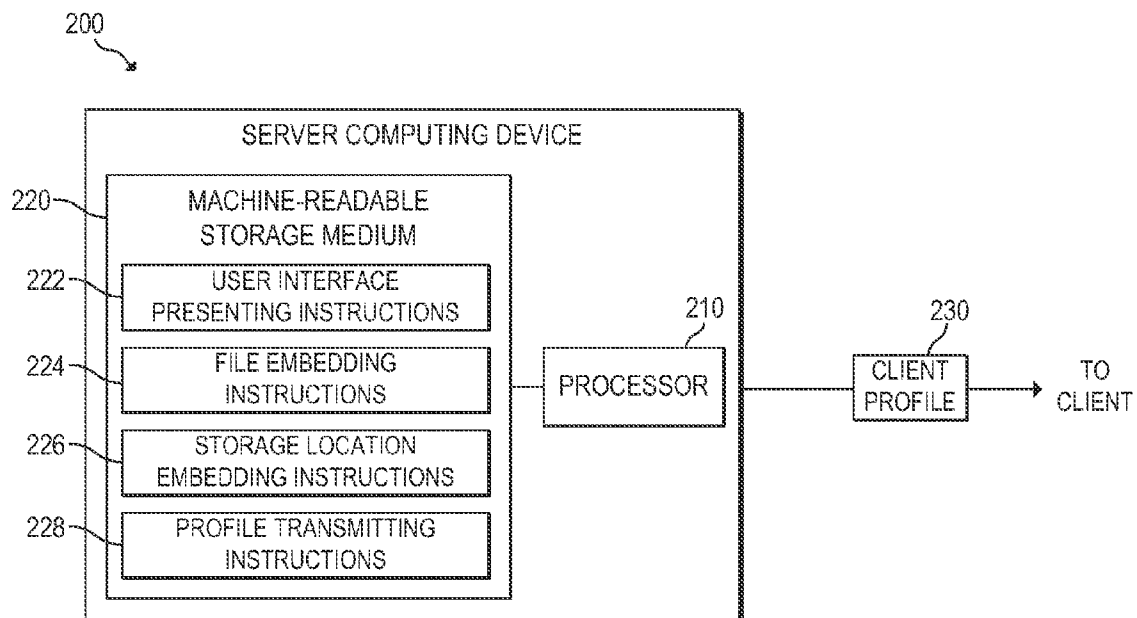 200
SERVER COMPUTING DEVICE
220
MACHINE-READABLE
STORAGE MEDIUM
222
USER INTERFACE
PRESENTING INSTRUCTIONS
224
FILE EMBEDDING
INSTRUCTIONS
226
STORAGE LOCATION
EMBEDDING INSTRUCTIONS
228
PROFILE TRANSMITTING
INSTRUCTIONS
210
PROCESSOR
230
CLIENT
PROFILE
TO
CLIENT